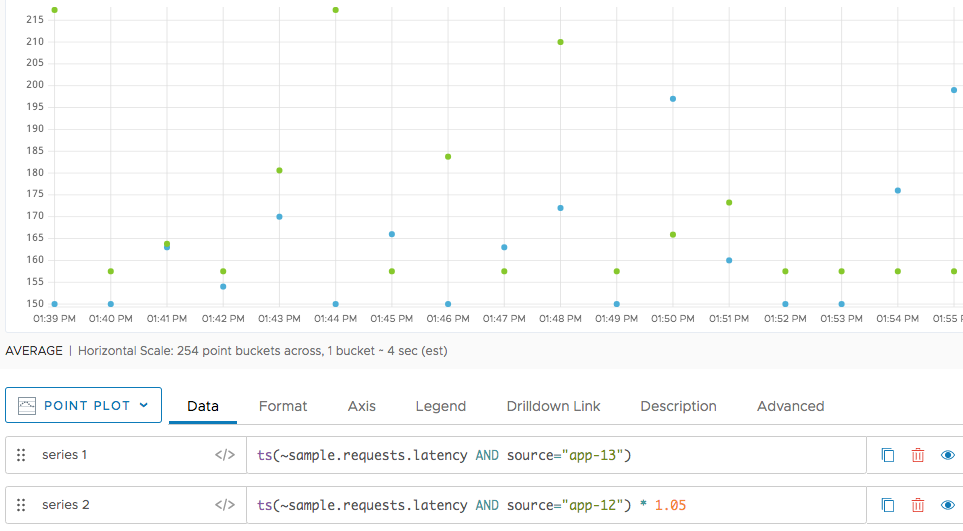 215
210
205
200
195
190
185
180
175
170
165
160
155
150
01:39 PM 01:40 PM 01:41 PM 01:42 PM 01:43 PM 01:44 PM 01:45 PM 01:46 PM 01:47 PM 01:48 PM 01:49 PM 01:50 PM 01:51 PM 01:52 PM 01:53 PM 01:54 PM 01:55 P
AVERAGE | Horizontal Scale: 254 point buckets across, 1 bucket ~ 4 sec (est)
POINT PLOT Data Format Axis Legend Drilldown Link Description Advanced
series 1 </> ts(~sample.requests.latency AND source="app-13")
series 2 </> ts(~sample.requests.latency AND source="app-12") * 1.05